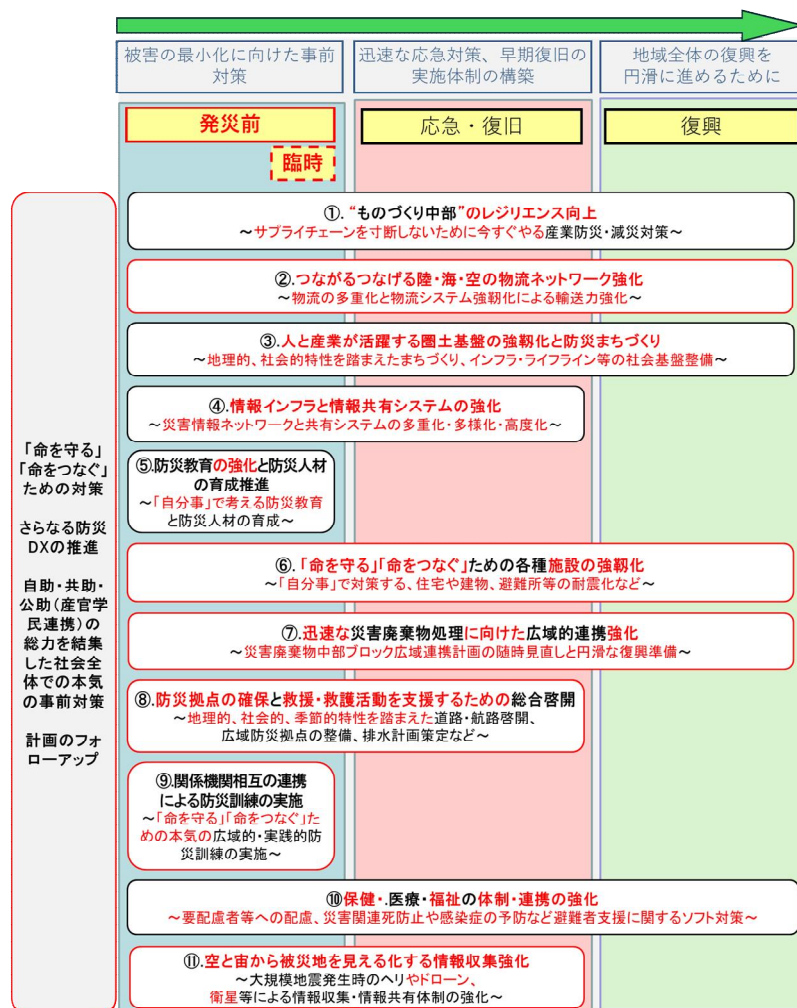 被害の最小化に向けた事前
対策
迅速な応急対策、早期復旧の
実施体制の構築
地域全体の復興を
円滑に進めるために
発災前
応急・復旧
復興
臨時
①.“ものづくり中部”のレジリエンス向上
～サプライチェーンを寸断しないために今すぐやる産業防災・減災対策～
②.つながるつなげる陸・海・空の物流ネットワーク強化
～物流の多重化と物流システム強靱化による輸送力強化～
③.人と産業が活躍する圏土基盤の強靱化と防災まちづくり
～地理的、社会的特性を踏まえたまちづくり、インフラ・ライフライン等の社会基盤整備～
④.情報インフラと情報共有システムの強化
～災害情報ネットワークと共有システムの多重化・多様化・高度化～
⑤.防災教育の強化と防災人材
の育成推進
～「自分事」で考える防災教育
と防災人材の育成～
⑥.「命を守る」「命をつなぐ」ための各種施設の強靱化
～「自分事」で対策する、住宅や建物、避難所等の耐震化など～
⑦.迅速な災害廃棄物処理に向けた広域的連携強化
～災害廃棄物中部ブロック広域連携計画の随時見直しと円滑な復興準備～
⑧.防災拠点の確保と救援・救護活動を支援するための総合啓開
～地理的、社会的、季節的特性を踏まえた道路・航路啓開、
広域防災拠点の整備、排水計画策定など～
⑨.関係機関相互の連携
による防災訓練の実施
～「命を守る」「命をつなぐ」た
めの本気の広域的・実践的防
災訓練の実施～
⑩保健・.医療・福祉の体制・連携の強化
～要配慮者等への配慮、災害関連死防止や感染症の予防など避難者支援に関するソフト対策～
⑪.空と宙から被災地を見える化する情報収集強化
～大規模地震発生時のヘリやドローン、
衛星等による情報収集・情報共有体制の強化～
「命を守る」
「命をつなぐ」
ための対策
さらなる防災
DXの推進
自助・共助・
公助(産官学
民連携)の
総力を結集
した社会全
体での本気
の事前対策
計画のフォ
ローアップ